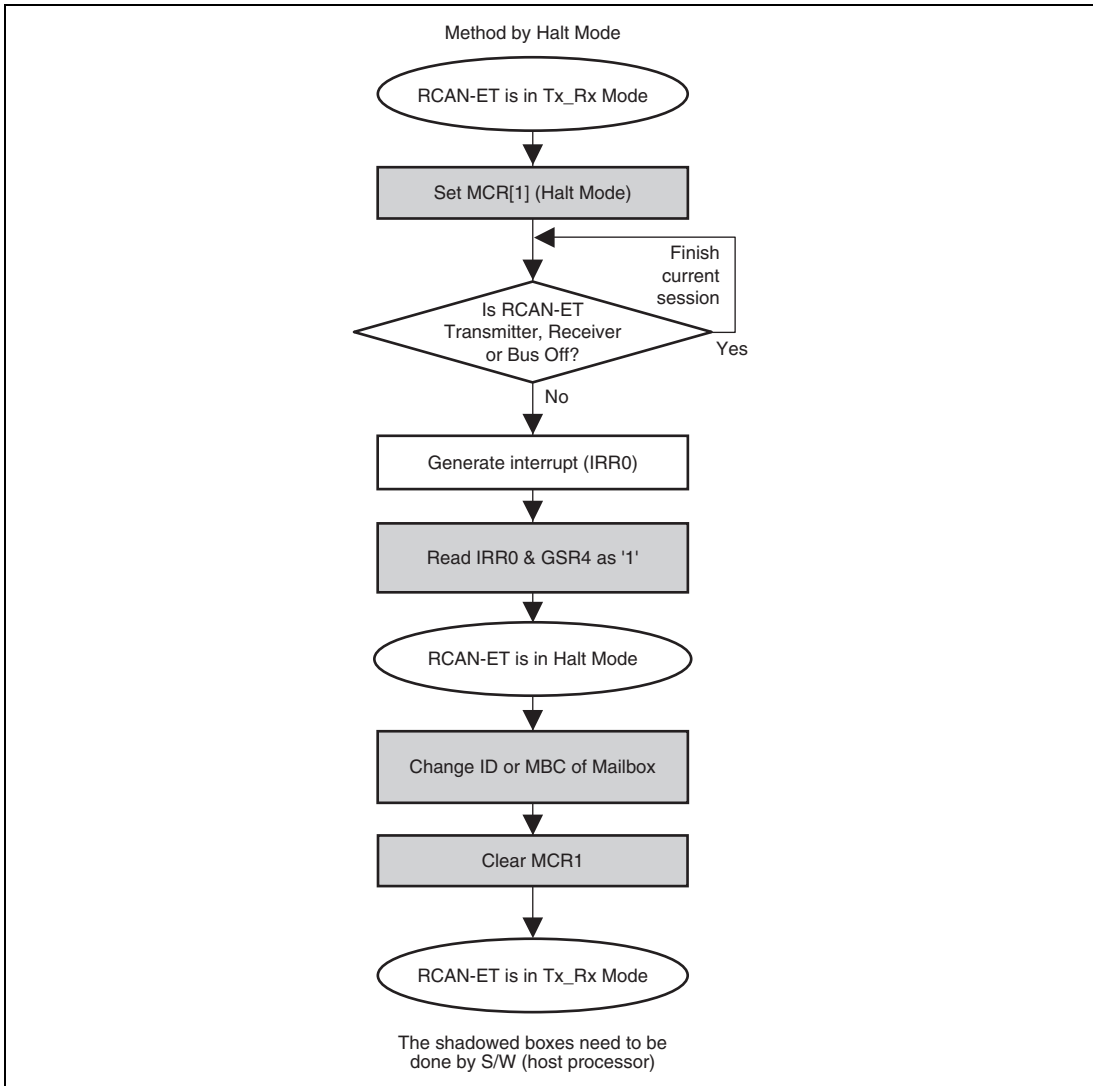 Method by Halt Mode
RCAN-ET is in Tx_Rx Mode
Set MCR[1] (Halt Mode)
Finish
current
session
Is RCAN-ET
Transmitter, Receiver
or Bus Off?
Yes
No
Generate interrupt (IRR0)
Read IRR0 & GSR4 as '1'
RCAN-ET is in Halt Mode
Change ID or MBC of Mailbox
Clear MCR1
RCAN-ET is in Tx_Rx Mode
The shadowed boxes need to be
done by S/W (host processor)